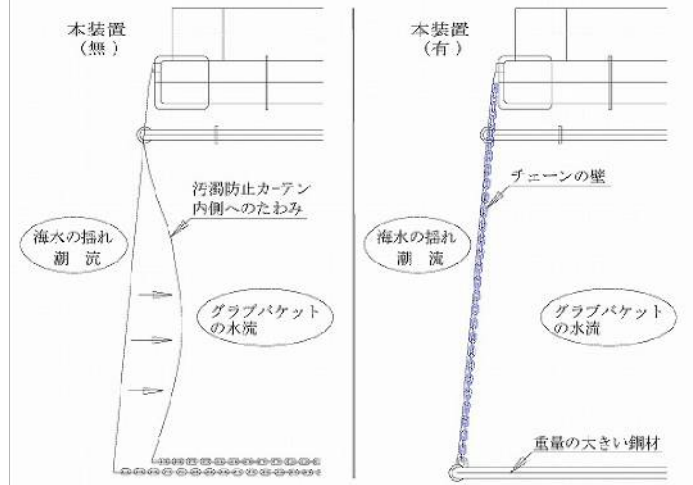 本装置
（無）
汚濁防止カーテン
内側へのたわみ
海水の揺れ
潮 流
グラブバケット
の水流
本装置
（有）
チェーンの壁
海水の揺れ
潮 流
グラブバケット
の水流
重量の大きい鋼材